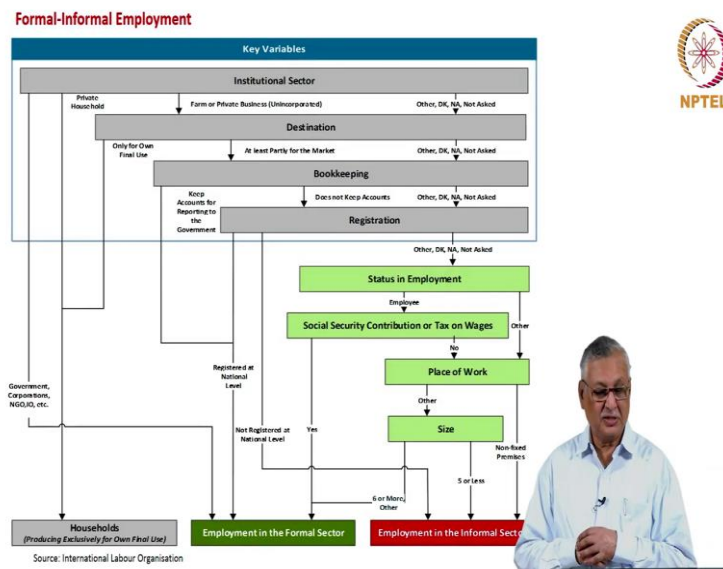 Formal-Informal Employment
NPTEL
Key Variables
Institutional Sector
Private
Household
Farm or Private Business (Unincorporated)
Other, DK, NA, Not Asked
Destination
Only for Own
Final Use
At least Partly for the Market
Other, DK, NA, Not Asked
Bookkeeping
Keep
Accounts for
Reporting to
the
Government
Does not Keep Accounts
Other, DK, NA, Not Asked
Registration
Other, DK, NA, Not Asked
Status in Employment
Employee
Other
Social Security Contribution or Tax on Wages
No
Place of Work
Government,
Corporations,
NGO,IO, etc.
Registered at
National
Level
Not Registered at
National Level
Yes
Other
Size
Non-fixed
Premises
6 or More,
Other
5 or Less
Households
(Producing Exclusively for Own Final Use)
Employment in the Formal Sector
Employment in the Informal
Source: International Labour Organisation